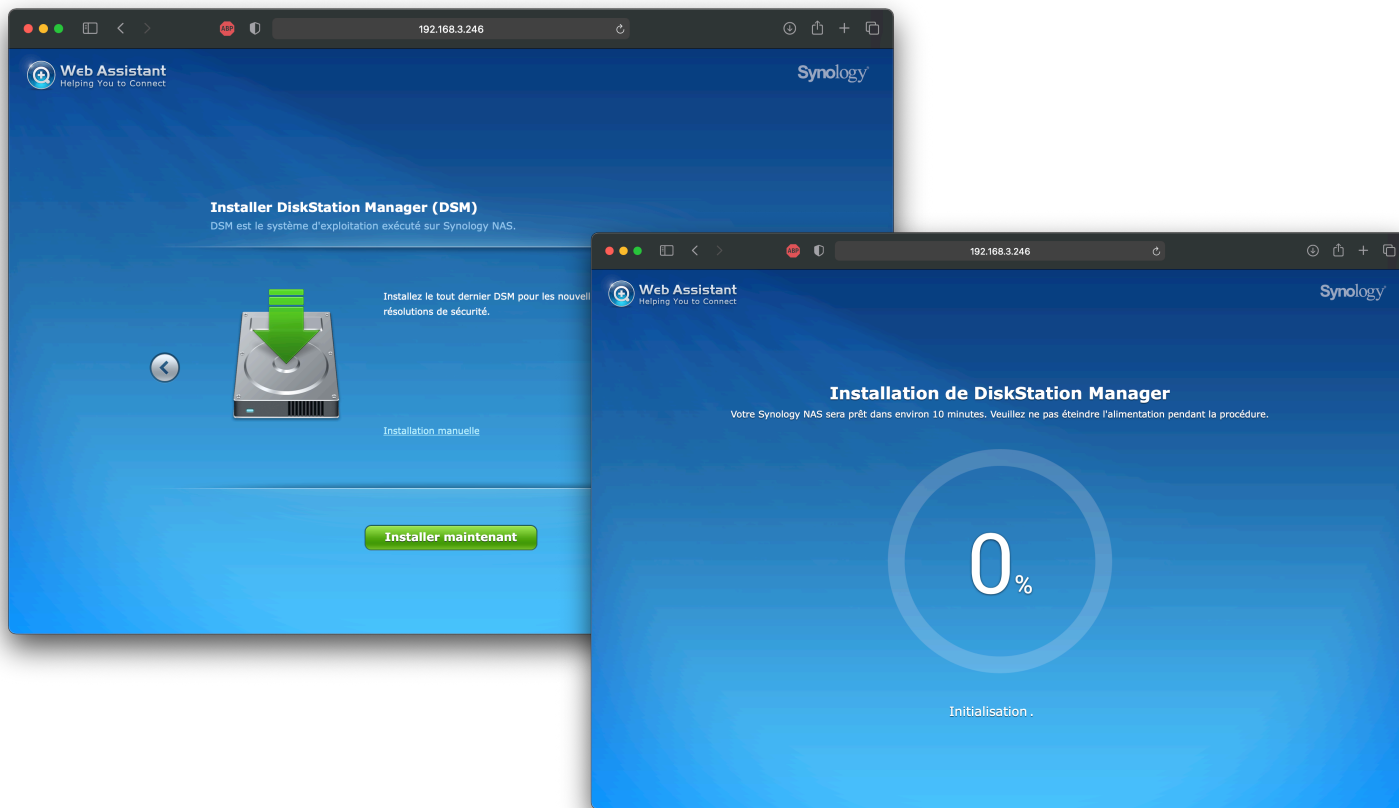 ABP
192.168.3.246
Web Assistant
Helping You to Connect
Synology
Installer DiskStation Manager (DSM)
DSM est le système d'exploitation exécuté sur Synology NAS.
Installez le tout dernier DSM pour les nouvell
résolutions de sécurité.
Installation manuelle
Installer maintenant
ABP
192.168.3.246
Web Assistant
Helping You to Connect
Synology
Installation de DiskStation Manager
Votre Synology NAS sera prêt dans environ 10 minutes. Veuillez ne pas éteindre l'alimentation pendant la procédure.
0%
Initialisation .